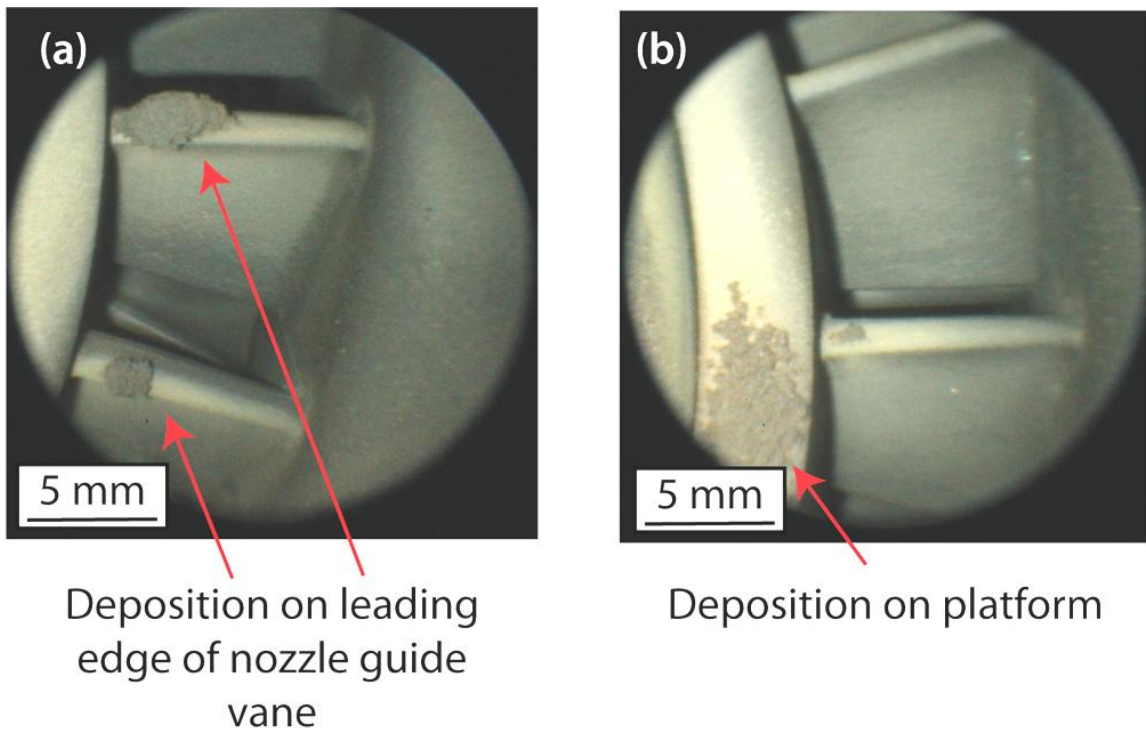 (a)
(b)
5 mm
5 mm
Deposition on leading
edge of nozzle guide
vane
Deposition on platform